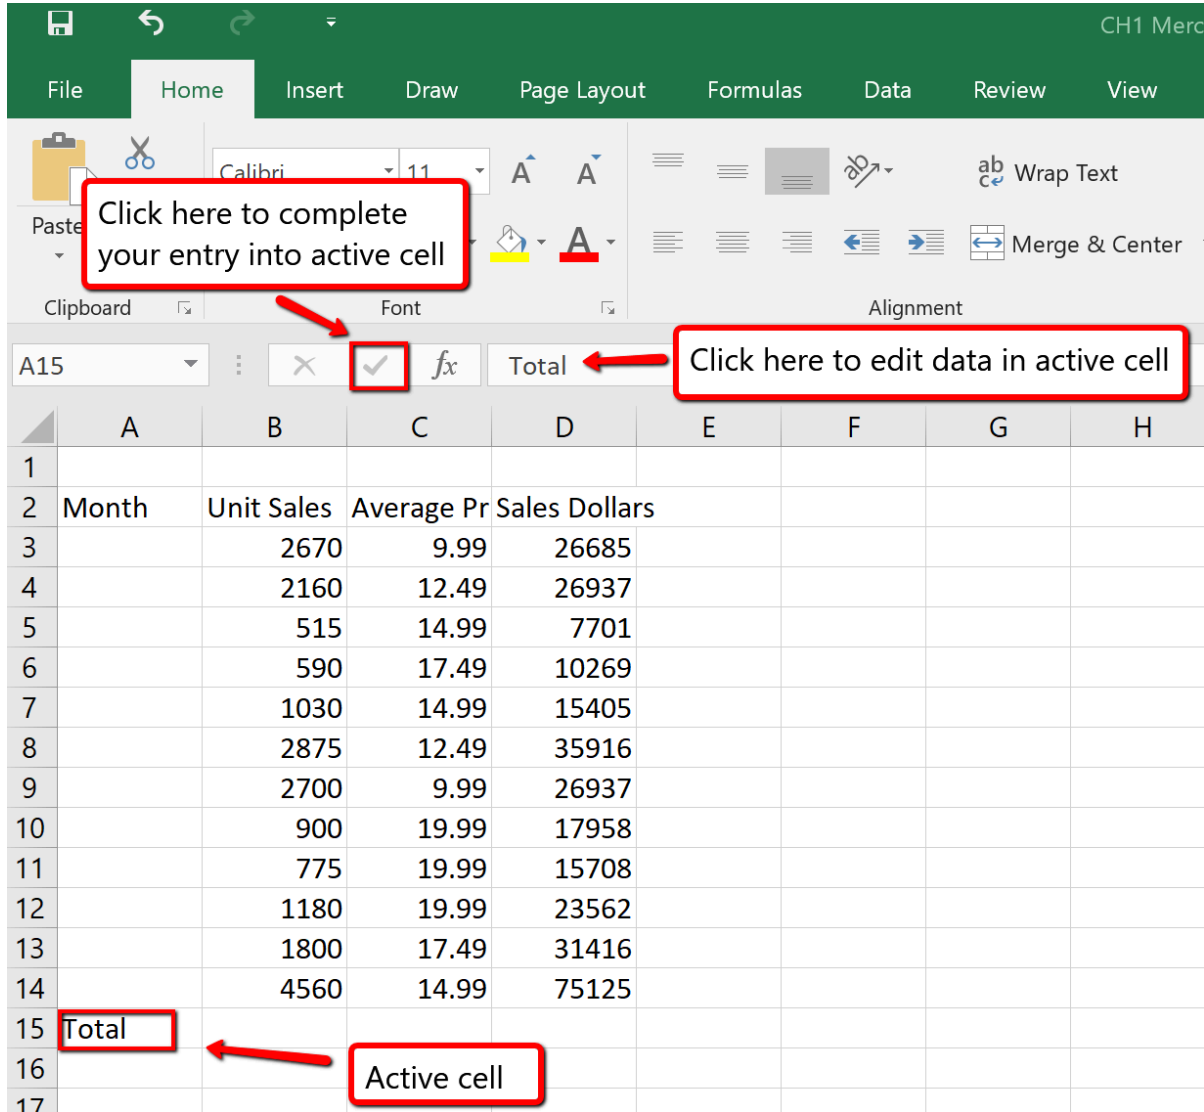 CH1 Merc
File Home Insert Draw Page Layout Formulas Data Review View
Calibri 11 A A ab Wrap Text
Click here to complete
your entry into active cell
Paste A Merge & Center
Clipboard Font Alignment
A15 fx Total Click here to edit data in active cell
A B C D E F G H
1
2 Month Unit Sales Average Pr Sales Dollars
3 2670 9.99 26685
4 2160 12.49 26937
5 515 14.99 7701
6 590 17.49 10269
7 1030 14.99 15405
8 2875 12.49 35916
9 2700 9.99 26937
10 900 19.99 17958
11 775 19.99 15708
12 1180 19.99 23562
13 1800 17.49 31416
14 4560 14.99 75125
15 Total
16 Active cell
17